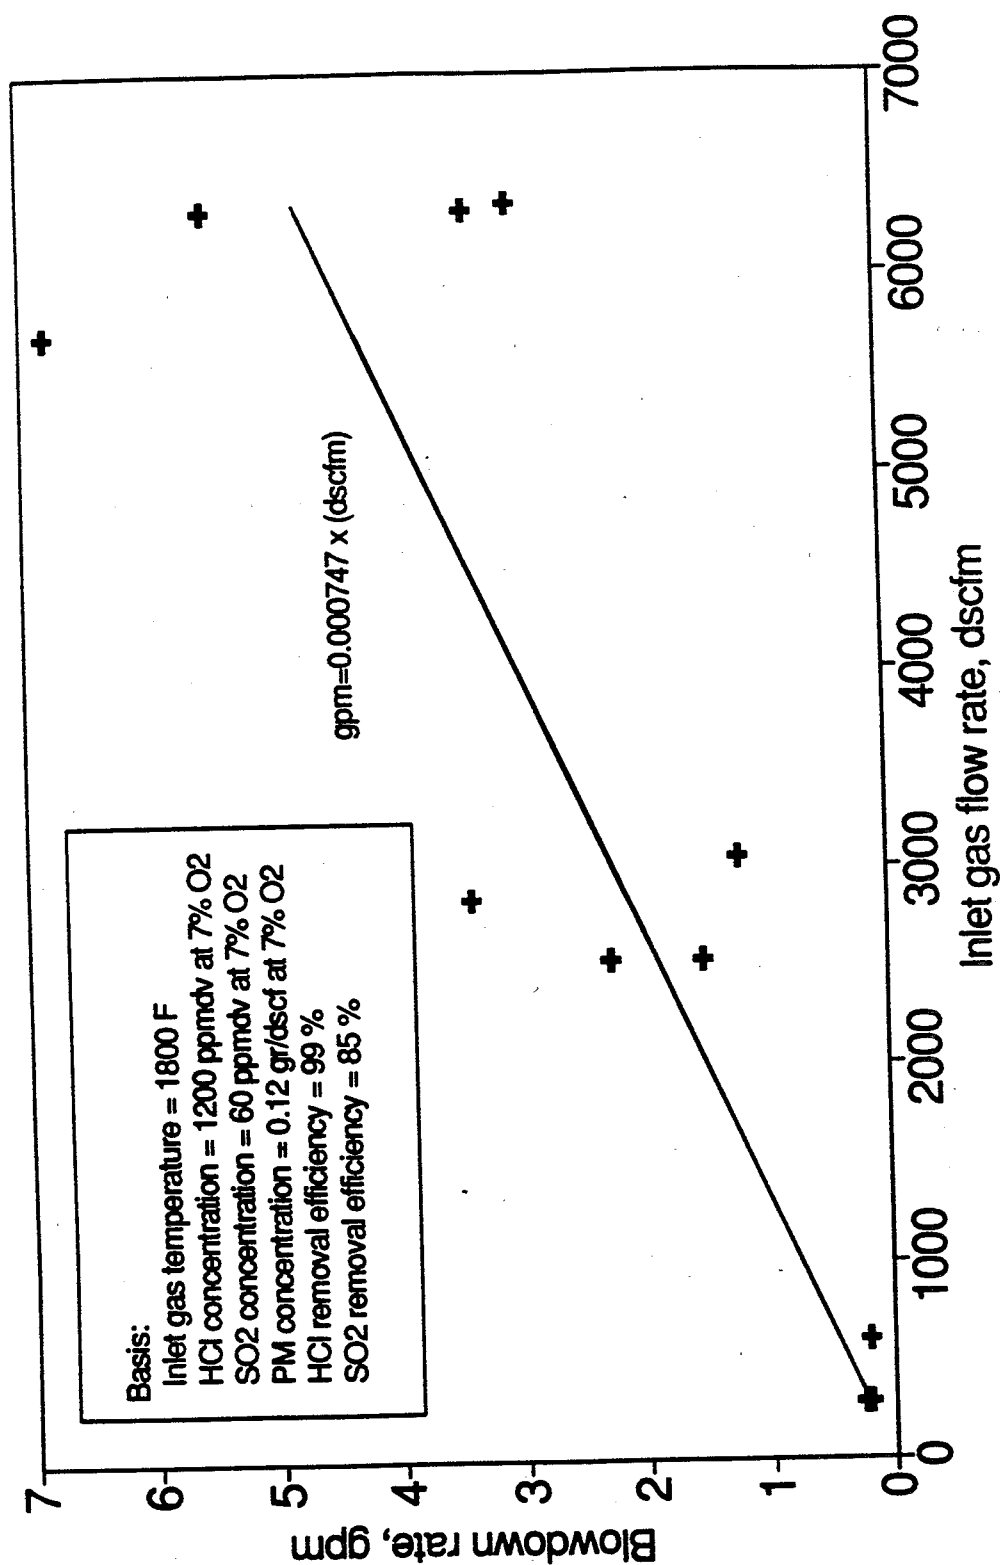 Blowdown rate, gpm
7
6
5
4
3
2
1
0
Basis:
Inlet gas temperature = 1800 F
HCl concentration = 1200 ppmdv at 7% O2
SO2 concentration = 60 ppmdv at 7% O2
PM concentration = 0.12 gr/dscf at 7% O2
HCl removal efficiency = 99 %
SO2 removal efficiency = 85 %
gpm=0.000747 x (dscfm)
0
1000
2000
3000
4000
5000
6000
7000
Inlet gas flow rate, dscfm